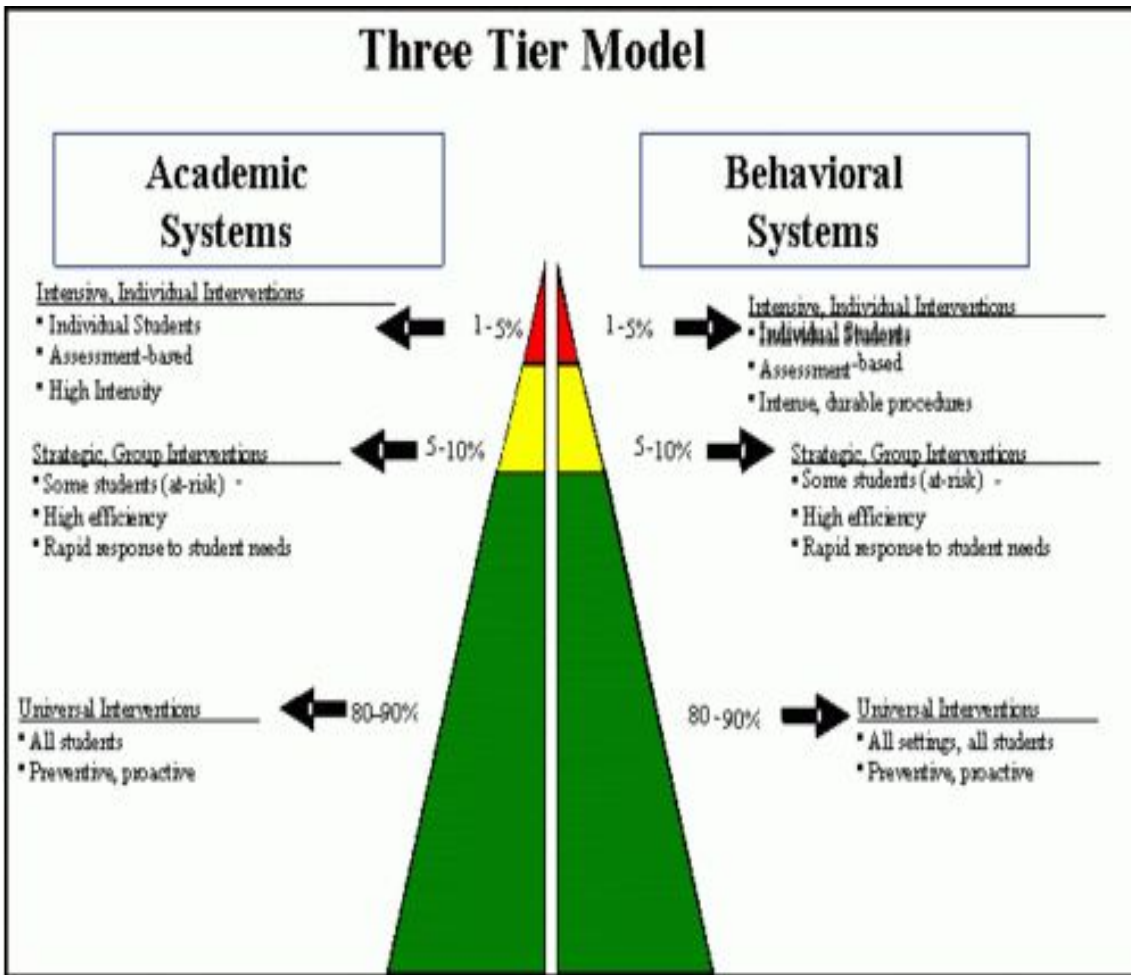 Three Tier Model
Academic
Systems
Intensive, Individual Interventions
• Individual Students
• Assessment-based
• High Intensity
1-5%
Strategic, Group Interventions
• Some students (at-risk) -
• High efficiency
• Rapid response to student needs
5-10%
Universal Interventions
• All students
• Preventive, proactive
80-90%
Behavioral
Systems
1-5%
Intensive, Individual Interventions
• Individual Students
• Assessment-based
• Intense, durable procedures
5-10%
Strategic, Group Interventions
• Some students (at-risk) -
• High efficiency
• Rapid response to student needs
80-90%
Universal Interventions
• All settings, all students
• Preventive, proactive